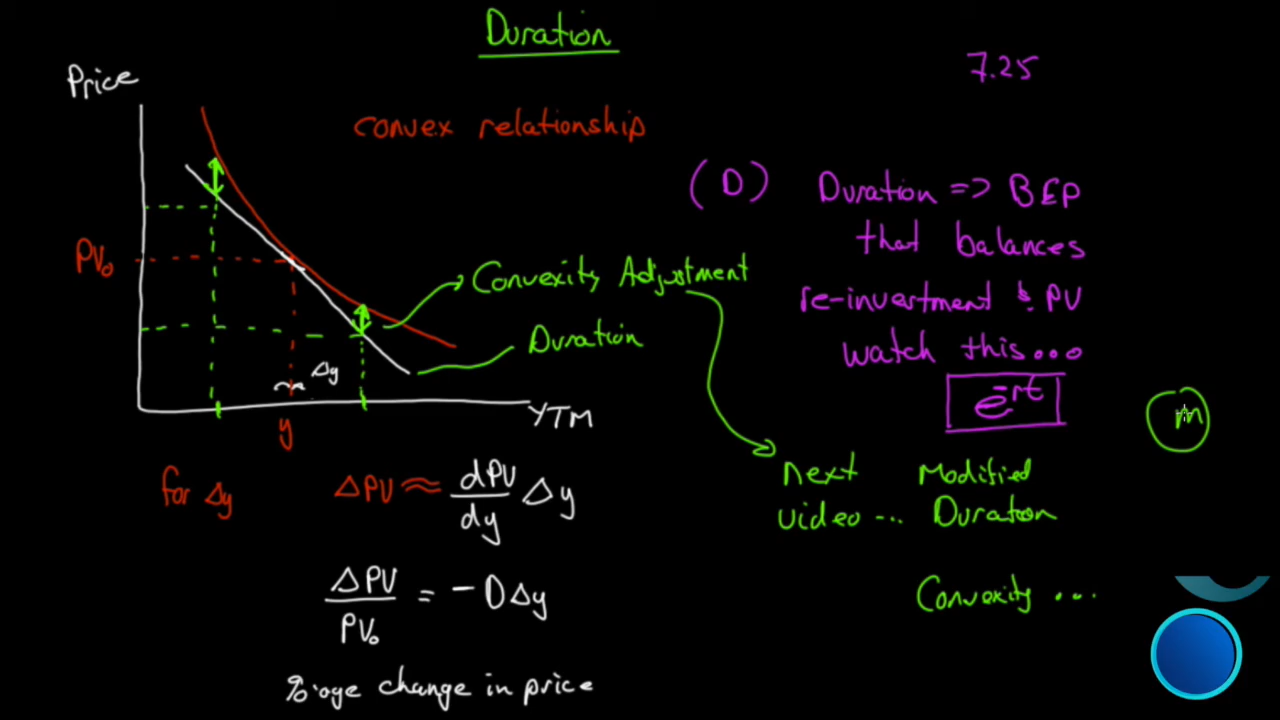 Duration
Price
7.25
convex relationship
(D) Duration => BEP
that balances
re-investment & PV
watch this...
e^-rt
PV₀
Convexity Adjustment
Duration
Δy
y
YTM
m
for Δy
ΔPV ≈ dPV/dy Δy
next Modified
video ... Duration
ΔPV/PV₀ = - DΔy
Convexity ...
%age change in price